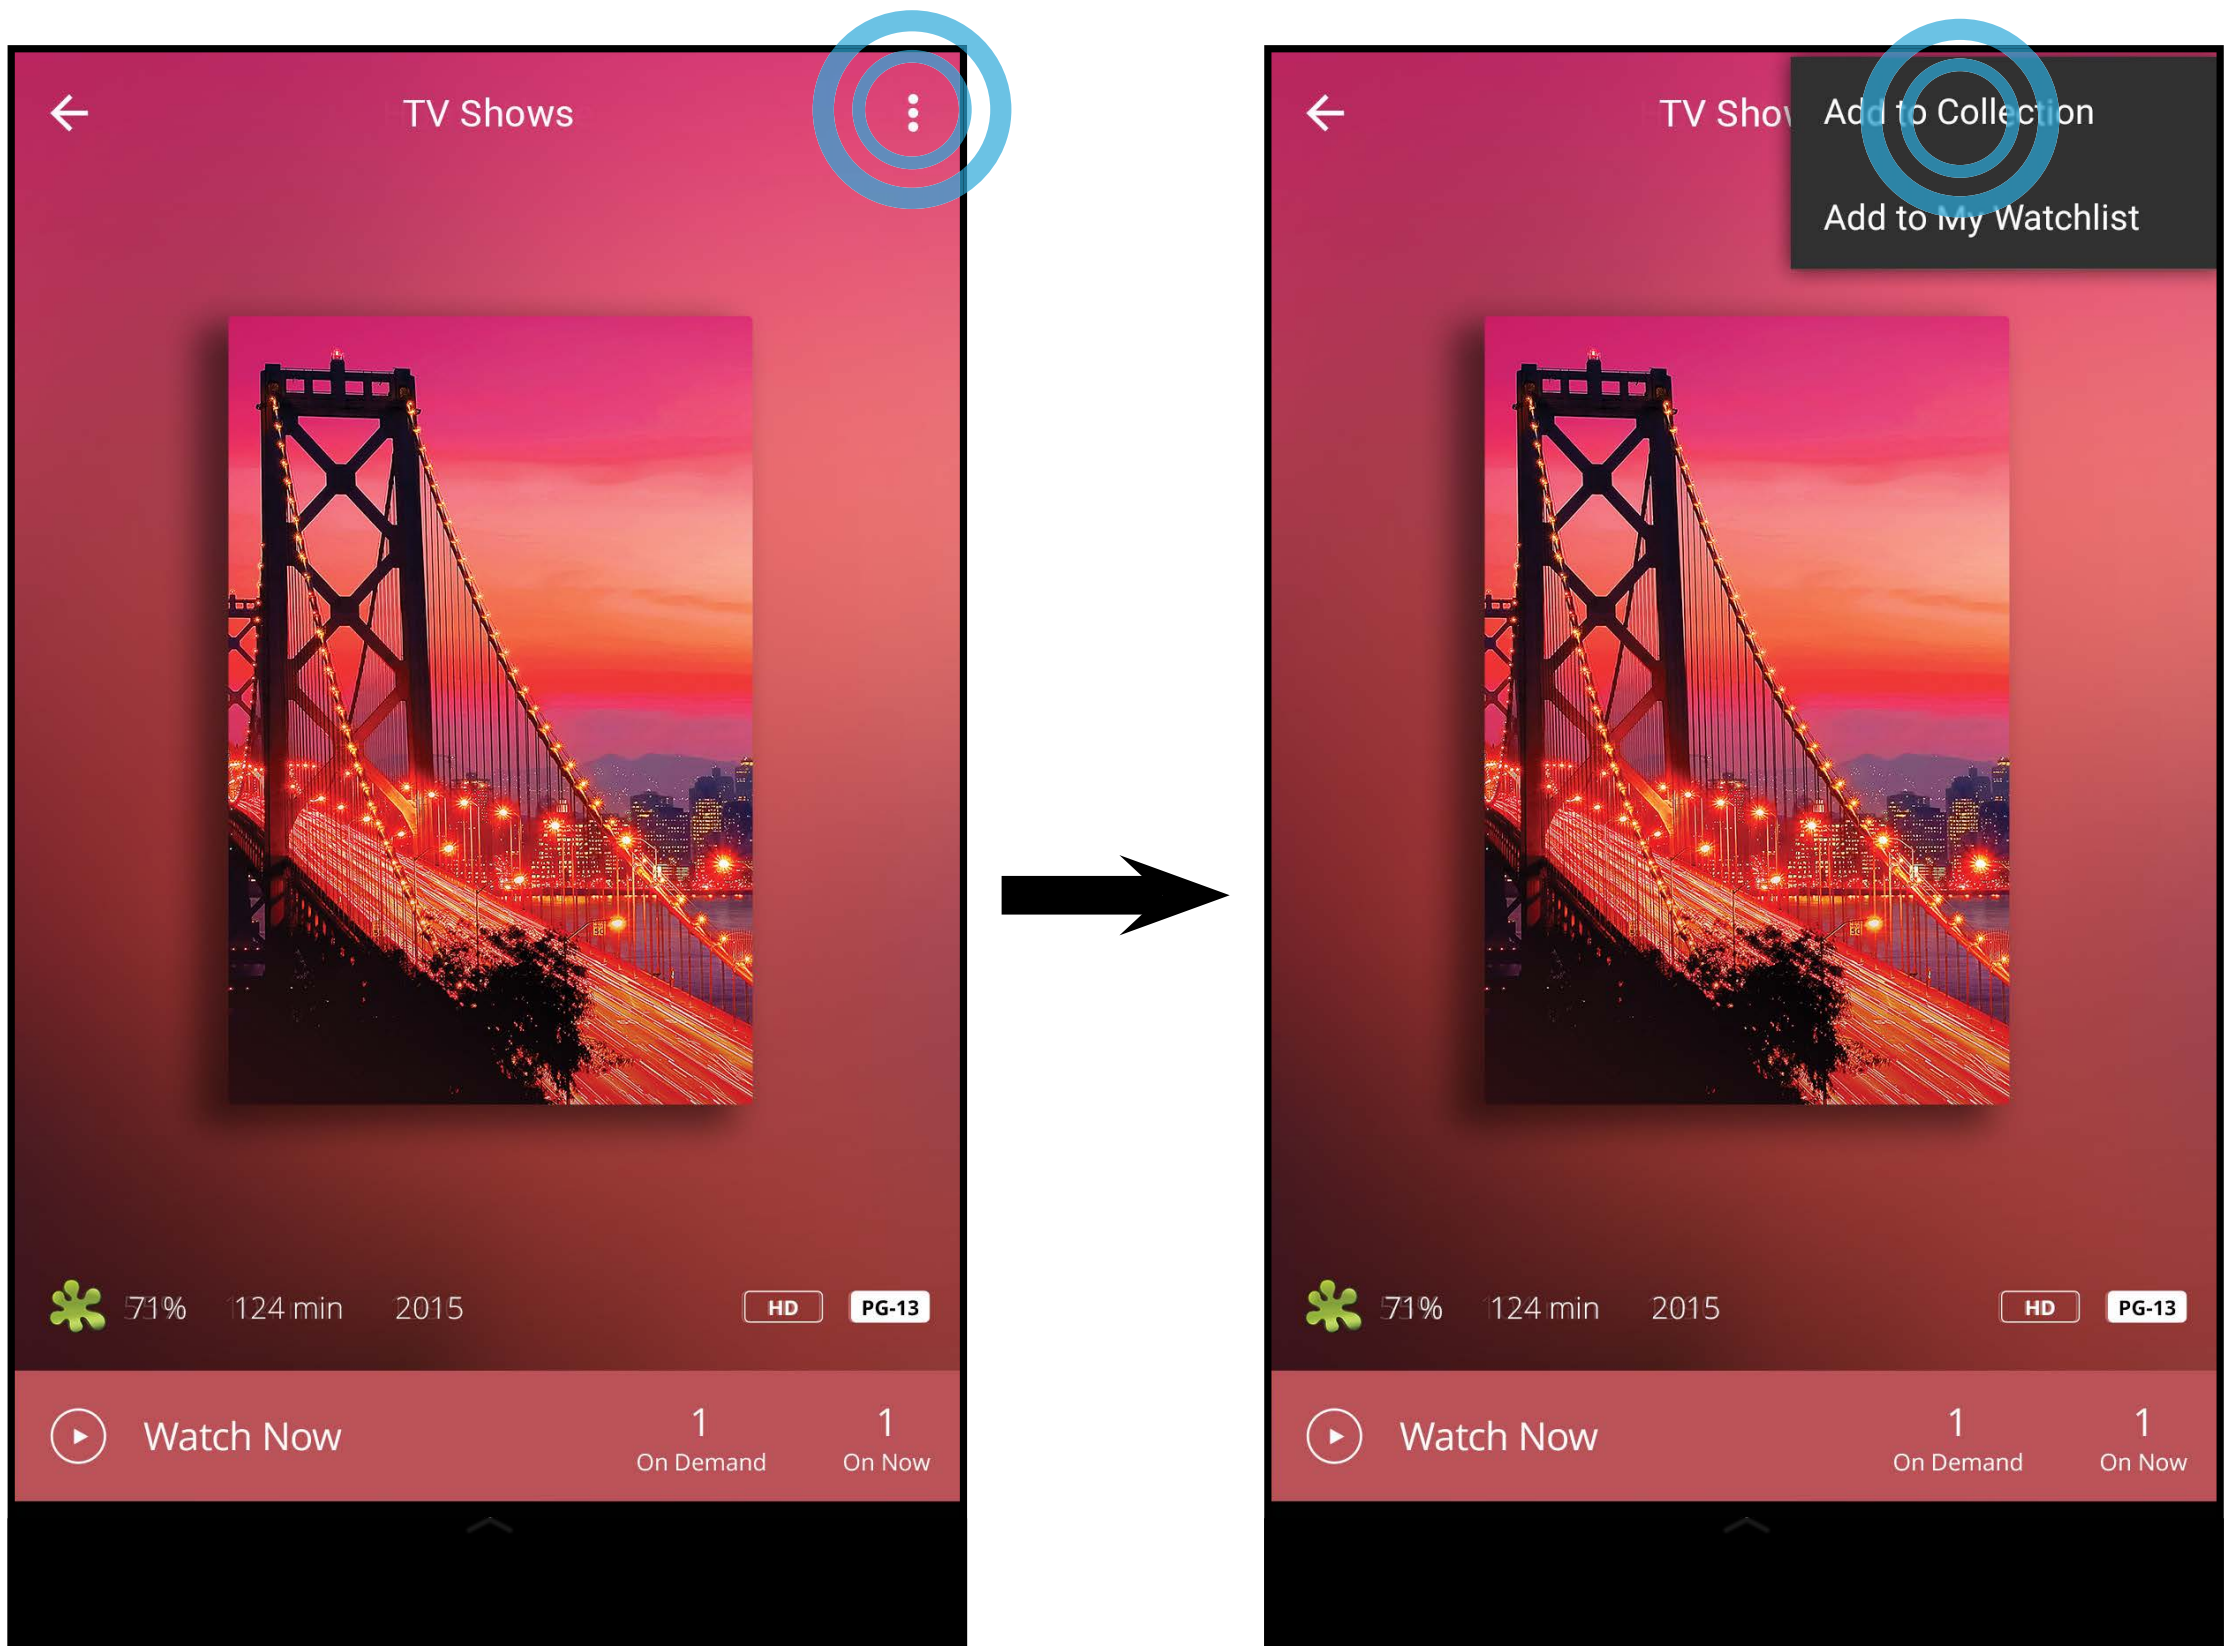 TV Shows
71% 124 min 2015 HD PG-13
Watch Now 1 On Demand 1 On Now
TV Show
Add to Collection
Add to My Watchlist
71% 124 min 2015 HD PG-13
Watch Now 1 On Demand 1 On Now